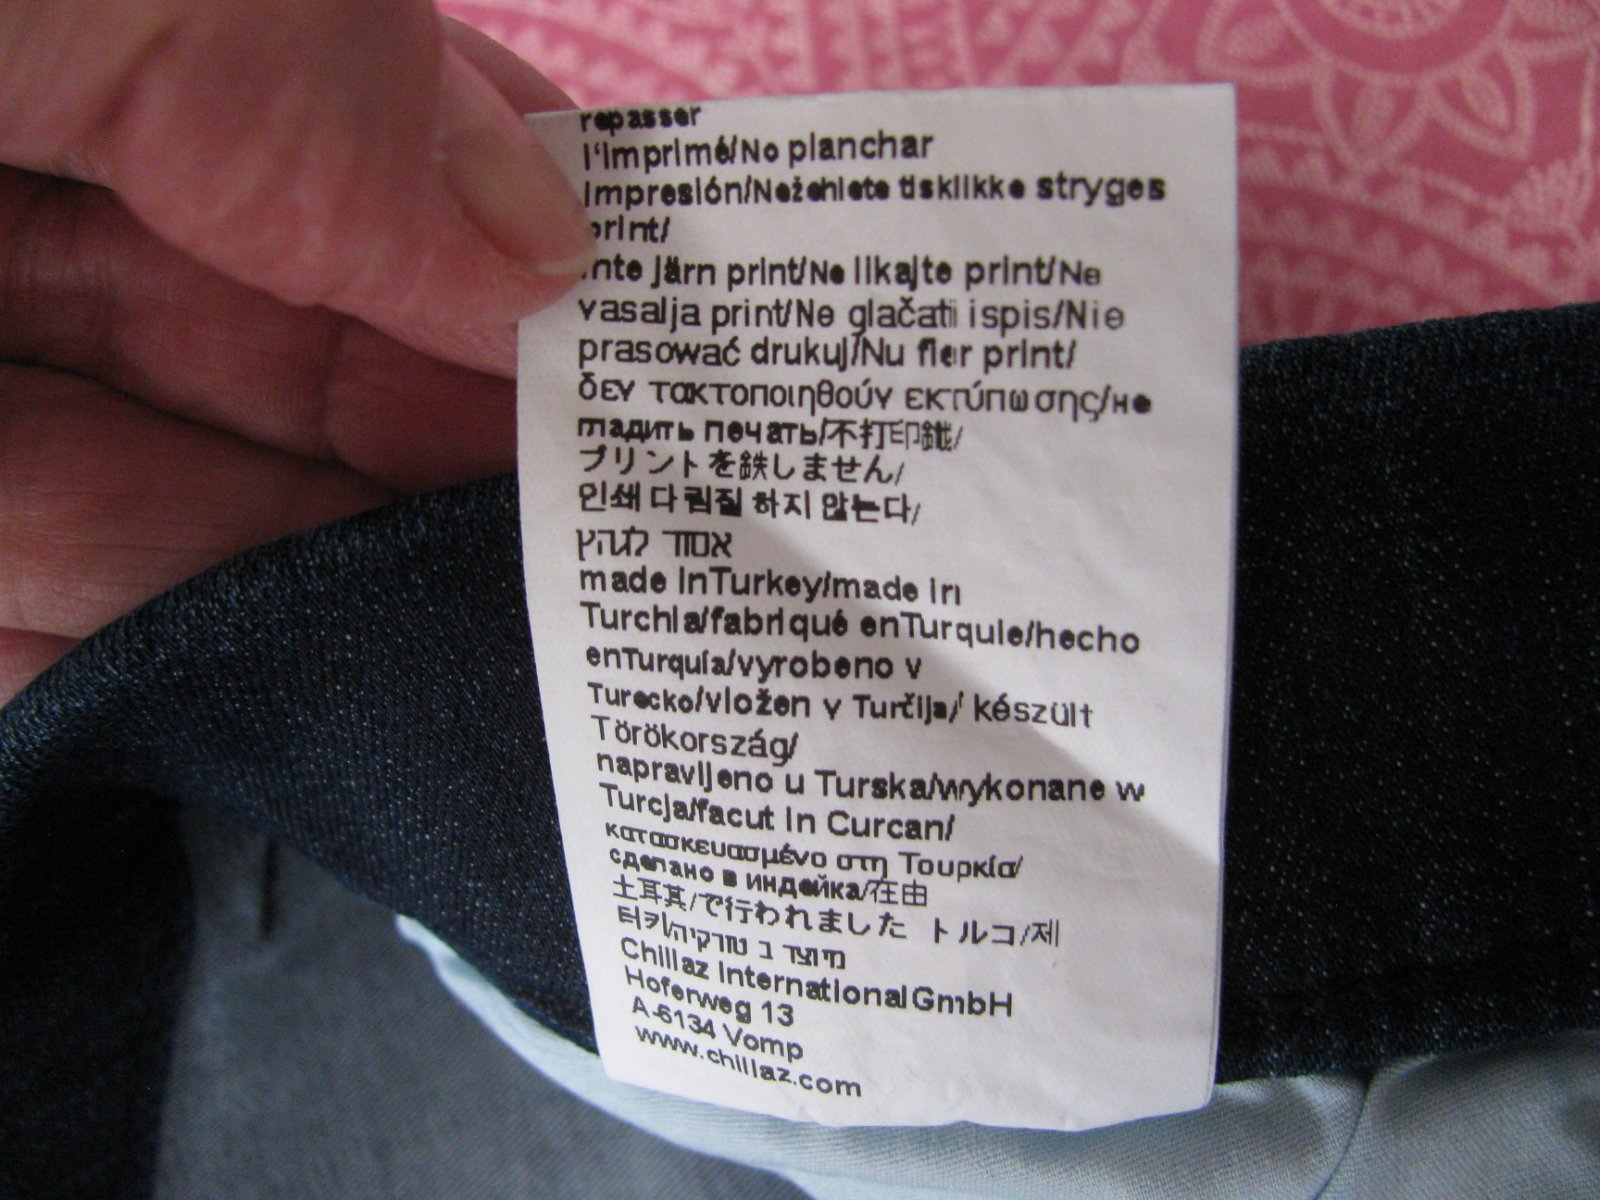 repasser
l'imprimé/No planchar
impresión/Nežehlete tisk/ikke stryges
print/
inte järn print/Ne likajte print/Ne
vasalja print/Ne glačati ispis/Nie
prasować drukuj/Nu fier print/
δεν τακτοποιηθούν εκτύπωσης/не
гладить печать/不打印鐵/
プリントを鉄しません/
인쇄 다림질 하지 않는다/
אסור לגהץ
made inTurkey/made in
Turchia/fabriqué enTurquie/hecho
enTurquía/vyrobeno v
Turecko/vložen v Turčija/ készült
Törökország/
napravljeno u Turska/wykonane w
Turcja/facut in Curcan/
κατασκευασμένο στη Τουρκία/
сделано в индейка/在由
土耳其/で行われました トルコ/제
터키/מיוצר ב טורקיה
Chillaz International GmbH
Hoferweg 13
A-6134 Vomp
www.chillaz.com